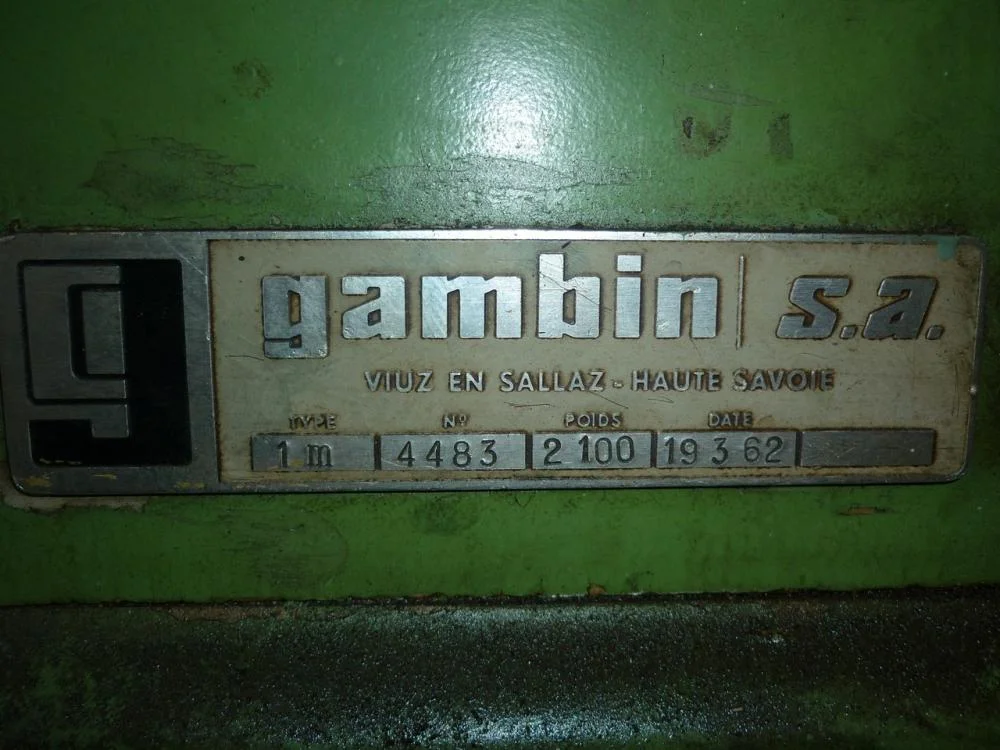 g gambin s.a.
VIUZ EN SALLAZ - HAUTE SAVOIE
TYPE Nº POIDS DATE
1 m 4483 2 100 19 3 62